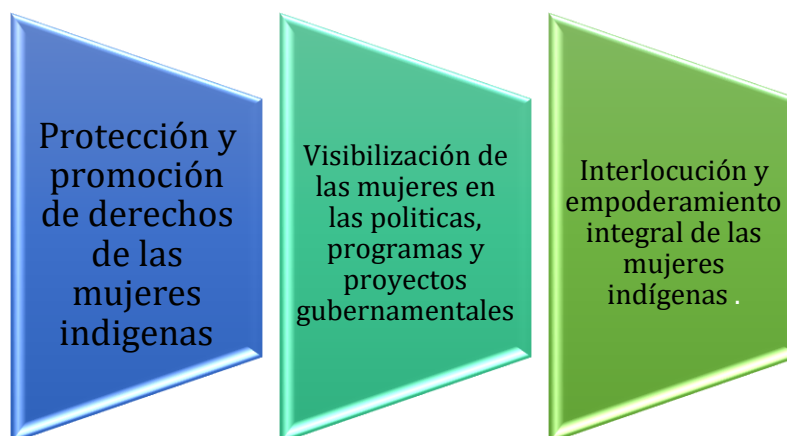 Protección y
promoción
de derechos
de las
mujeres
indigenas
Visibilización de
las mujeres en
las politicas,
programas y
proyectos
gubernamentales
Interlocución y
empoderamiento
integral de las
mujeres
indígenas .